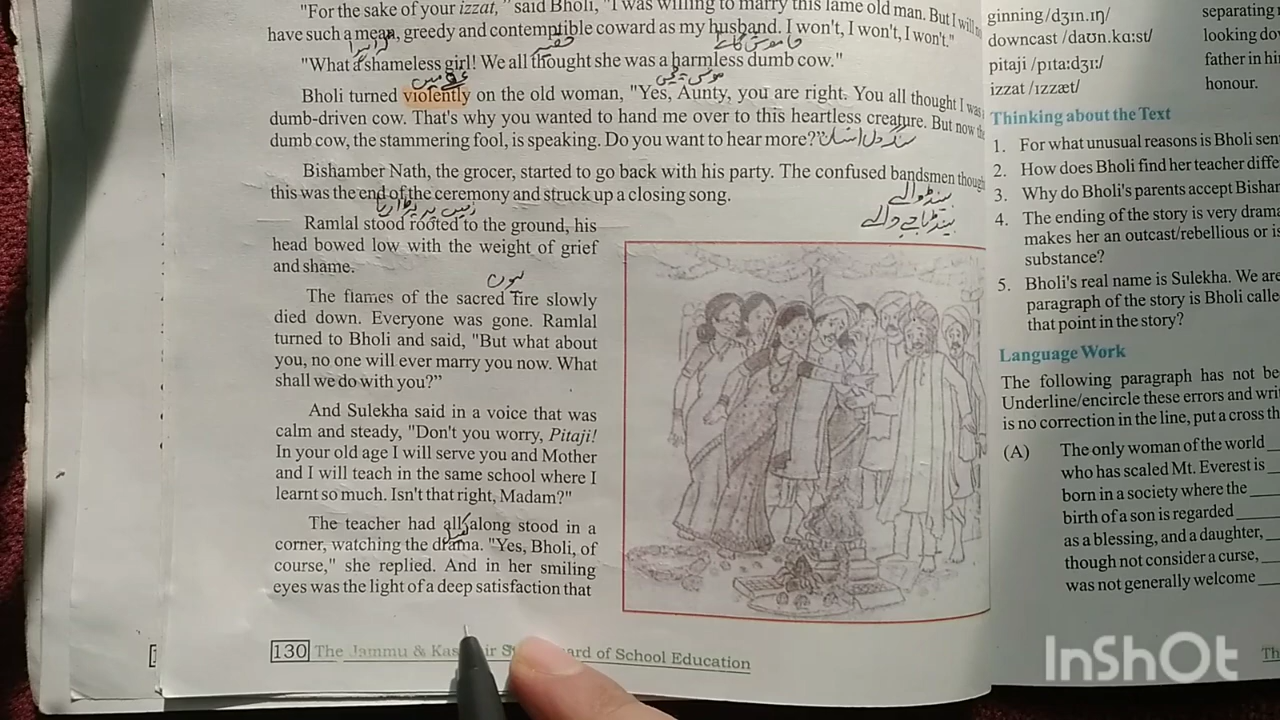 "For the sake of your izzat," said Bholi, "I was willing to marry this lame old man. But I will
have such a mean, greedy and contemptible coward as my husband. I won't, I won't, I won't."
"What a shameless girl! We all thought she was a harmless dumb cow."
Bholi turned violently on the old woman, "Yes, Aunty, you are right. You all thought I was
dumb-driven cow. That's why you wanted to hand me over to this heartless creature. But now the
dumb cow, the stammering fool, is speaking. Do you want to hear more?"
سنگ دل انسان
Bishamber Nath, the grocer, started to go back with his party. The confused bandsmen though
this was the end of the ceremony and struck up a closing song.
بینڈ والے
بینڈ باجے والے
Ramlal stood rooted to the ground, his
head bowed low with the weight of grief
and shame.
The flames of the sacred fire slowly
died down. Everyone was gone. Ramlal
turned to Bholi and said, "But what about
you, no one will ever marry you now. What
shall we do with you?"
And Sulekha said in a voice that was
calm and steady, "Don't you worry, Pitaji!
In your old age I will serve you and Mother
and I will teach in the same school where I
learnt so much. Isn't that right, Madam?"
The teacher had all along stood in a
corner, watching the drama. "Yes, Bholi, of
course," she replied. And in her smiling
eyes was the light of a deep satisfaction that
130 The Jammu & Kas ir S ard of School Education
ginning /dʒɪn.ɪŋ/ separating
downcast /daʊn.kɑːst/ looking do
pitaji /pɪtaːdʒɪː/ father in hi
izzat /ɪzzæt/ honour.
Thinking about the Text
1. For what unusual reasons is Bholi sen
2. How does Bholi find her teacher diffe
3. Why do Bholi's parents accept Bishar
4. The ending of the story is very drama
makes her an outcast/rebellious or is
substance?
5. Bholi's real name is Sulekha. We are
paragraph of the story is Bholi calle
that point in the story?
Language Work
The following paragraph has not be
Underline/encircle these errors and writ
is no correction in the line, put a cross th
(A) The only woman of the world
who has scaled Mt. Everest is
born in a society where the
birth of a son is regarded
as a blessing, and a daughter,
though not consider a curse,
was not generally welcome
InShOt
Th